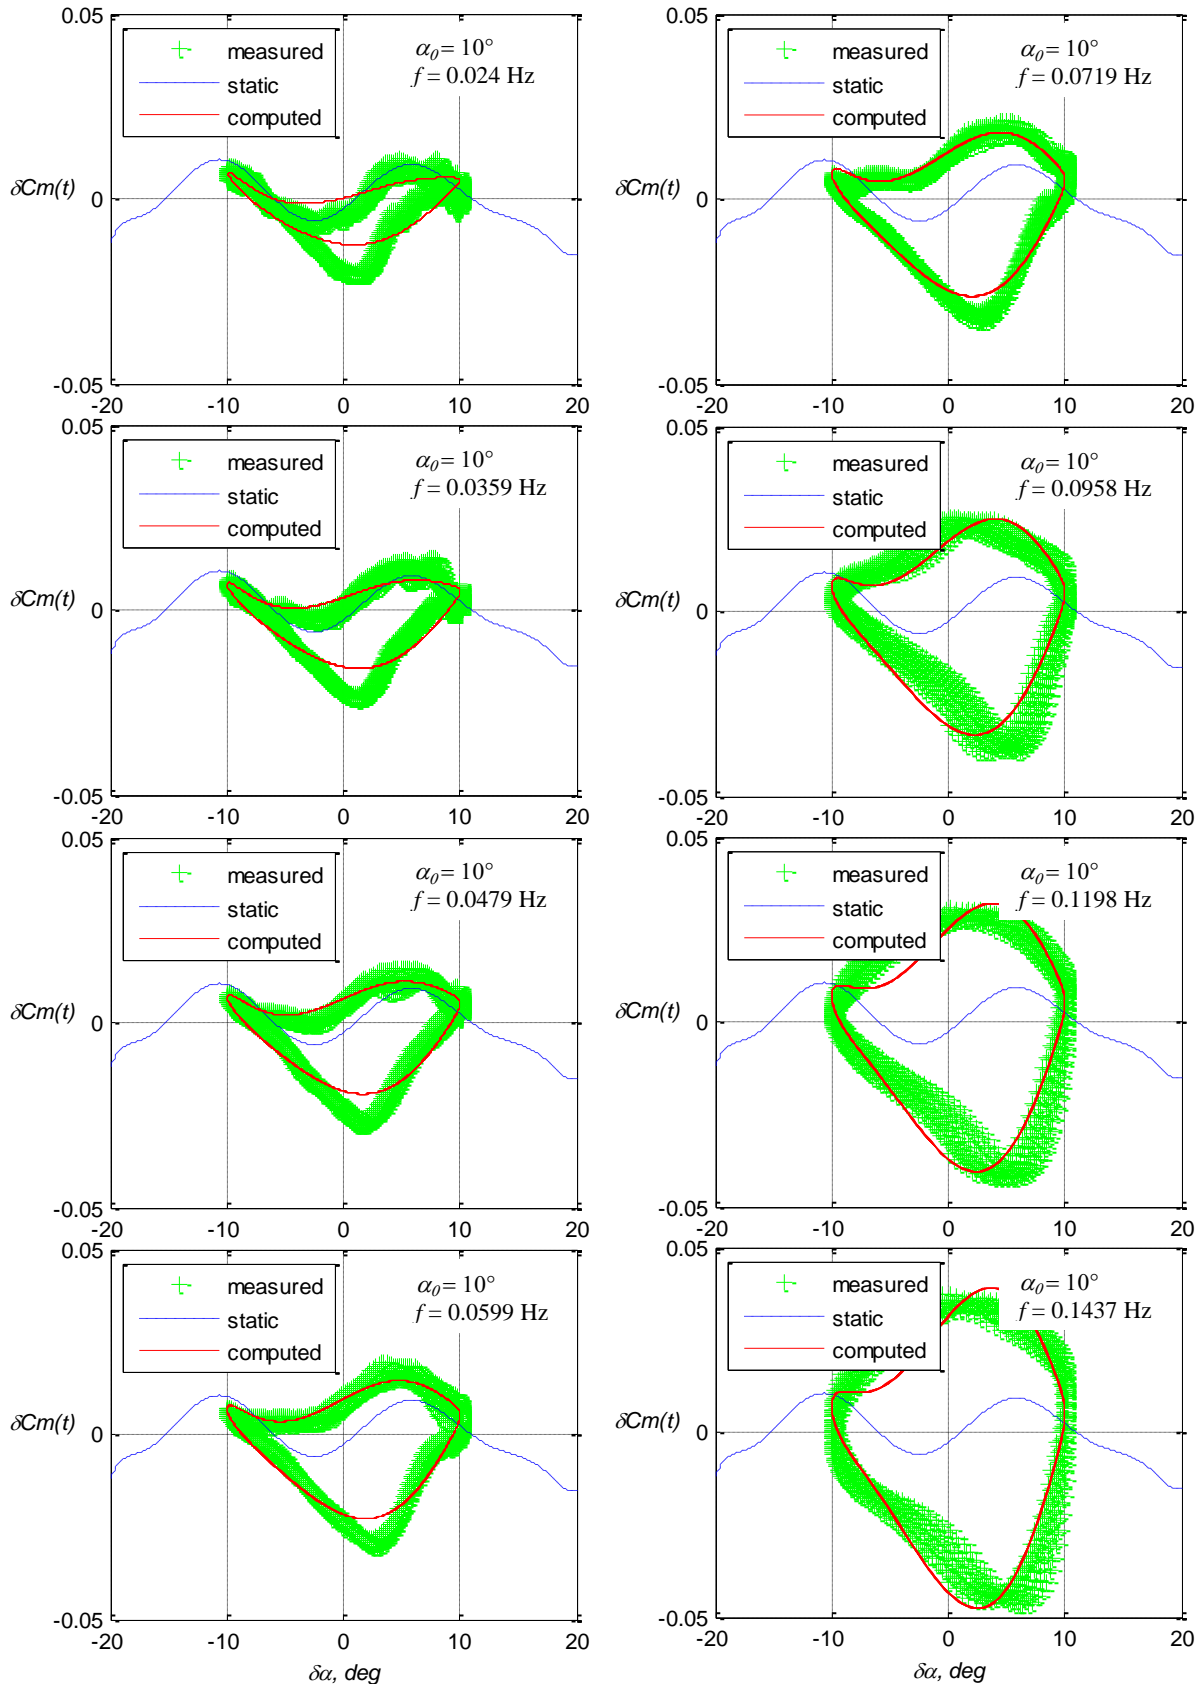 0.05
measured
static
computed
α0 = 10°
f = 0.024 Hz
δCm(t)
0
-0.05
-20 -10 0 10 20
0.05
measured
static
computed
α0 = 10°
f = 0.0359 Hz
δCm(t)
0
-0.05
-20 -10 0 10 20
0.05
measured
static
computed
α0 = 10°
f = 0.0479 Hz
δCm(t)
0
-0.05
-20 -10 0 10 20
0.05
measured
static
computed
α0 = 10°
f = 0.0599 Hz
δCm(t)
0
-0.05
-20 -10 0 10 20
δα, deg
0.05
measured
static
computed
α0 = 10°
f = 0.0719 Hz
δCm(t)
0
-0.05
-20 -10 0 10 20
0.05
measured
static
computed
α0 = 10°
f = 0.0958 Hz
δCm(t)
0
-0.05
-20 -10 0 10 20
0.05
measured
static
computed
α0 = 10°
f = 0.1198 Hz
δCm(t)
0
-0.05
-20 -10 0 10 20
0.05
measured
static
computed
α0 = 10°
f = 0.1437 Hz
δCm(t)
0
-0.05
-20 -10 0 10 20
δα, deg